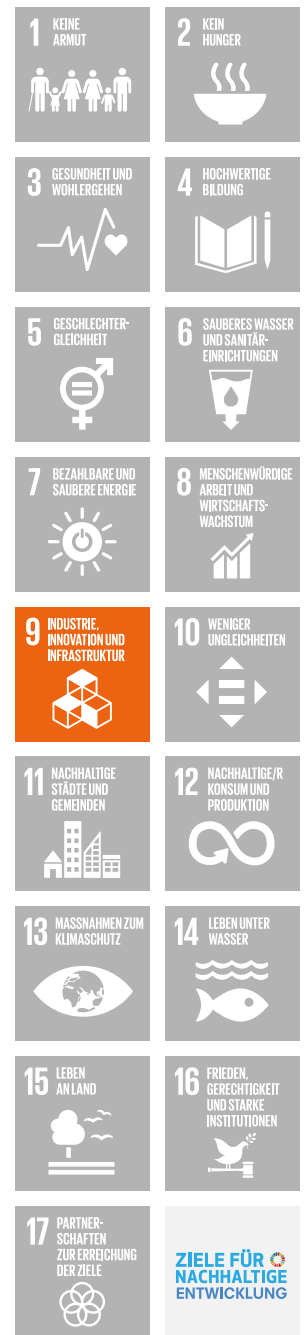 1 KEINE
ARMUT
2 KEIN
HUNGER
3 GESUNDHEIT UND
WOHLERGEHEN
4 HOCHWERTIGE
BILDUNG
5 GESCHLECHTER-
GLEICHHEIT
6 SAUBERES WASSER
UND SANITÄR-
EINRICHTUNGEN
7 BEZAHLBARE UND
SAUBERE ENERGIE
8 MENSCHENWÜRDIGE
ARBEIT UND
WIRTSCHAFTS-
WACHSTUM
9 INDUSTRIE,
INNOVATION UND
INFRASTRUKTUR
10 WENIGER
UNGLEICHHEITEN
11 NACHHALTIGE
STÄDTE UND
GEMEINDEN
12 NACHHALTIGE/R
KONSUM UND
PRODUKTION
13 MASSNAHMEN ZUM
KLIMASCHUTZ
14 LEBEN UNTER
WASSER
15 LEBEN
AN LAND
16 FRIEDEN,
GERECHTIGKEIT
UND STARKE
INSTITUTIONEN
17 PARTNER-
SCHAFTEN
ZUR ERREICHUNG
DER ZIELE
ZIELE FÜR
NACHHALTIGE
ENTWICKLUNG